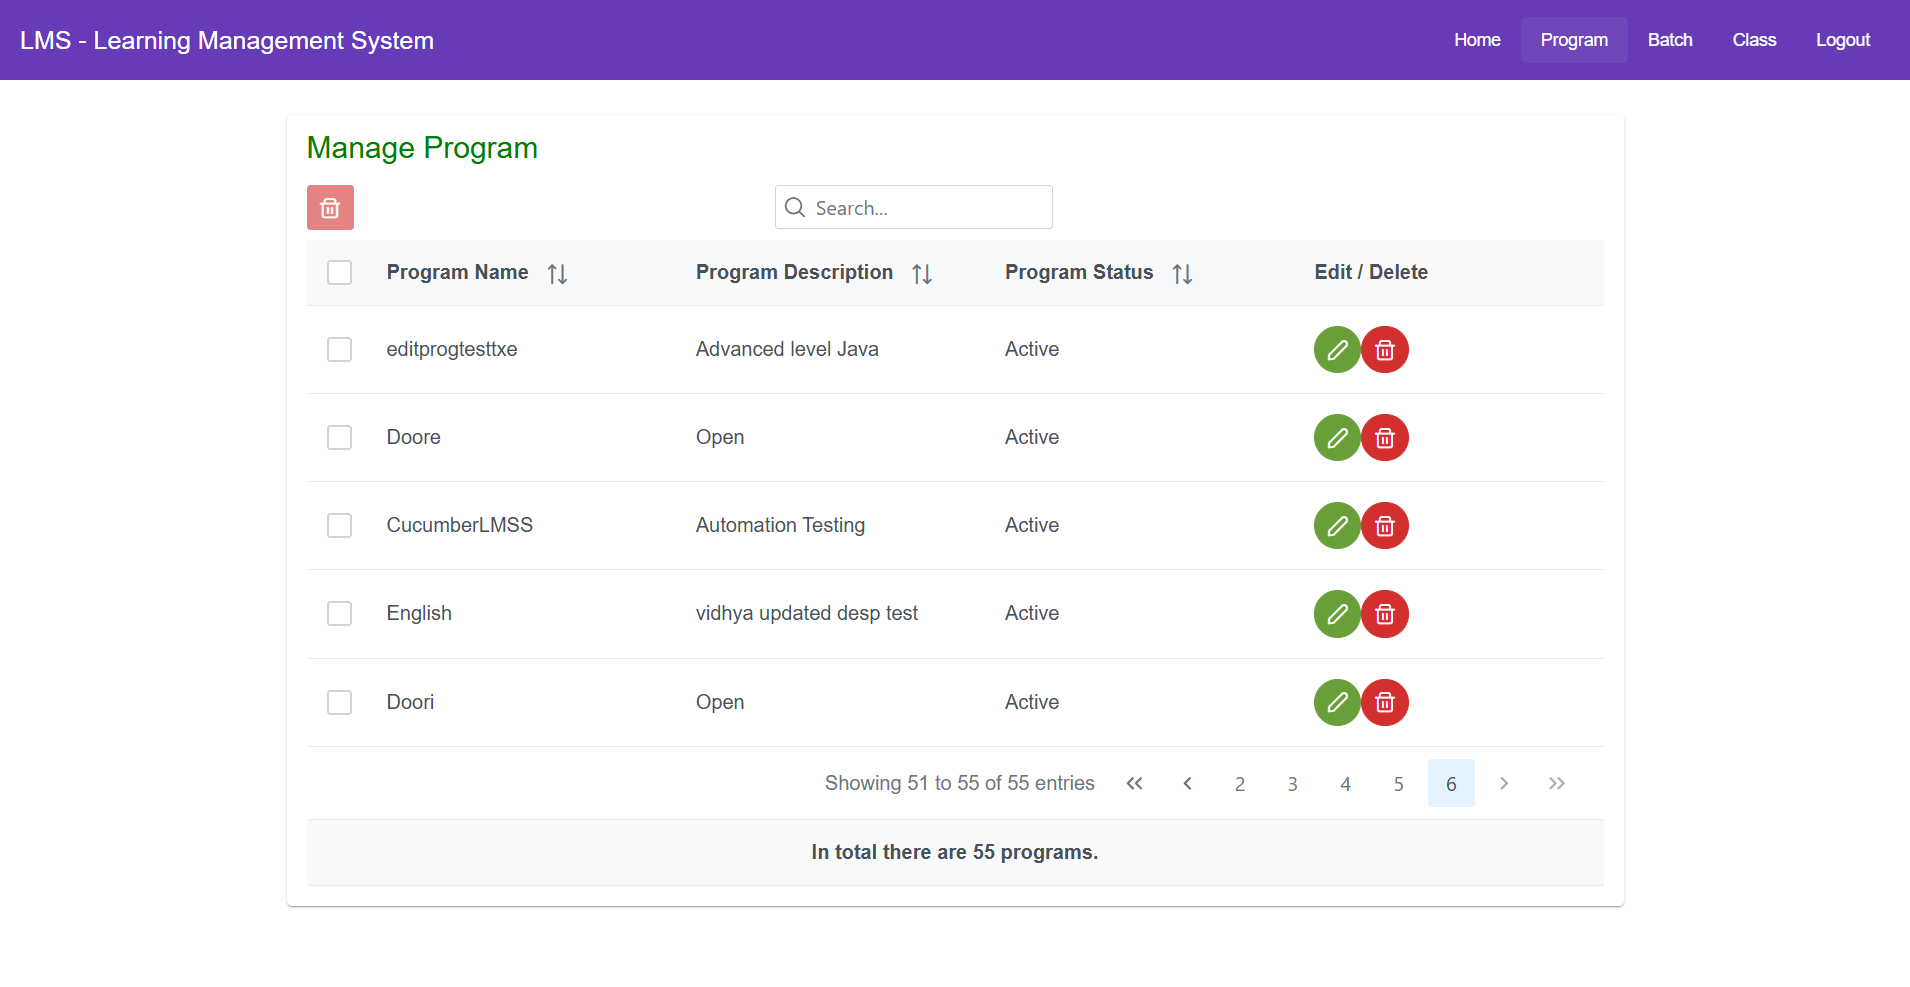 LMS - Learning Management System
Home Program Batch Class Logout
Manage Program
Search...
Program Name Program Description Program Status Edit / Delete
editprogtesttxe Advanced level Java Active
Doore Open Active
CucumberLMSS Automation Testing Active
English vidhya updated desp test Active
Doori Open Active
Showing 51 to 55 of 55 entries 2 3 4 5 6
In total there are 55 programs.